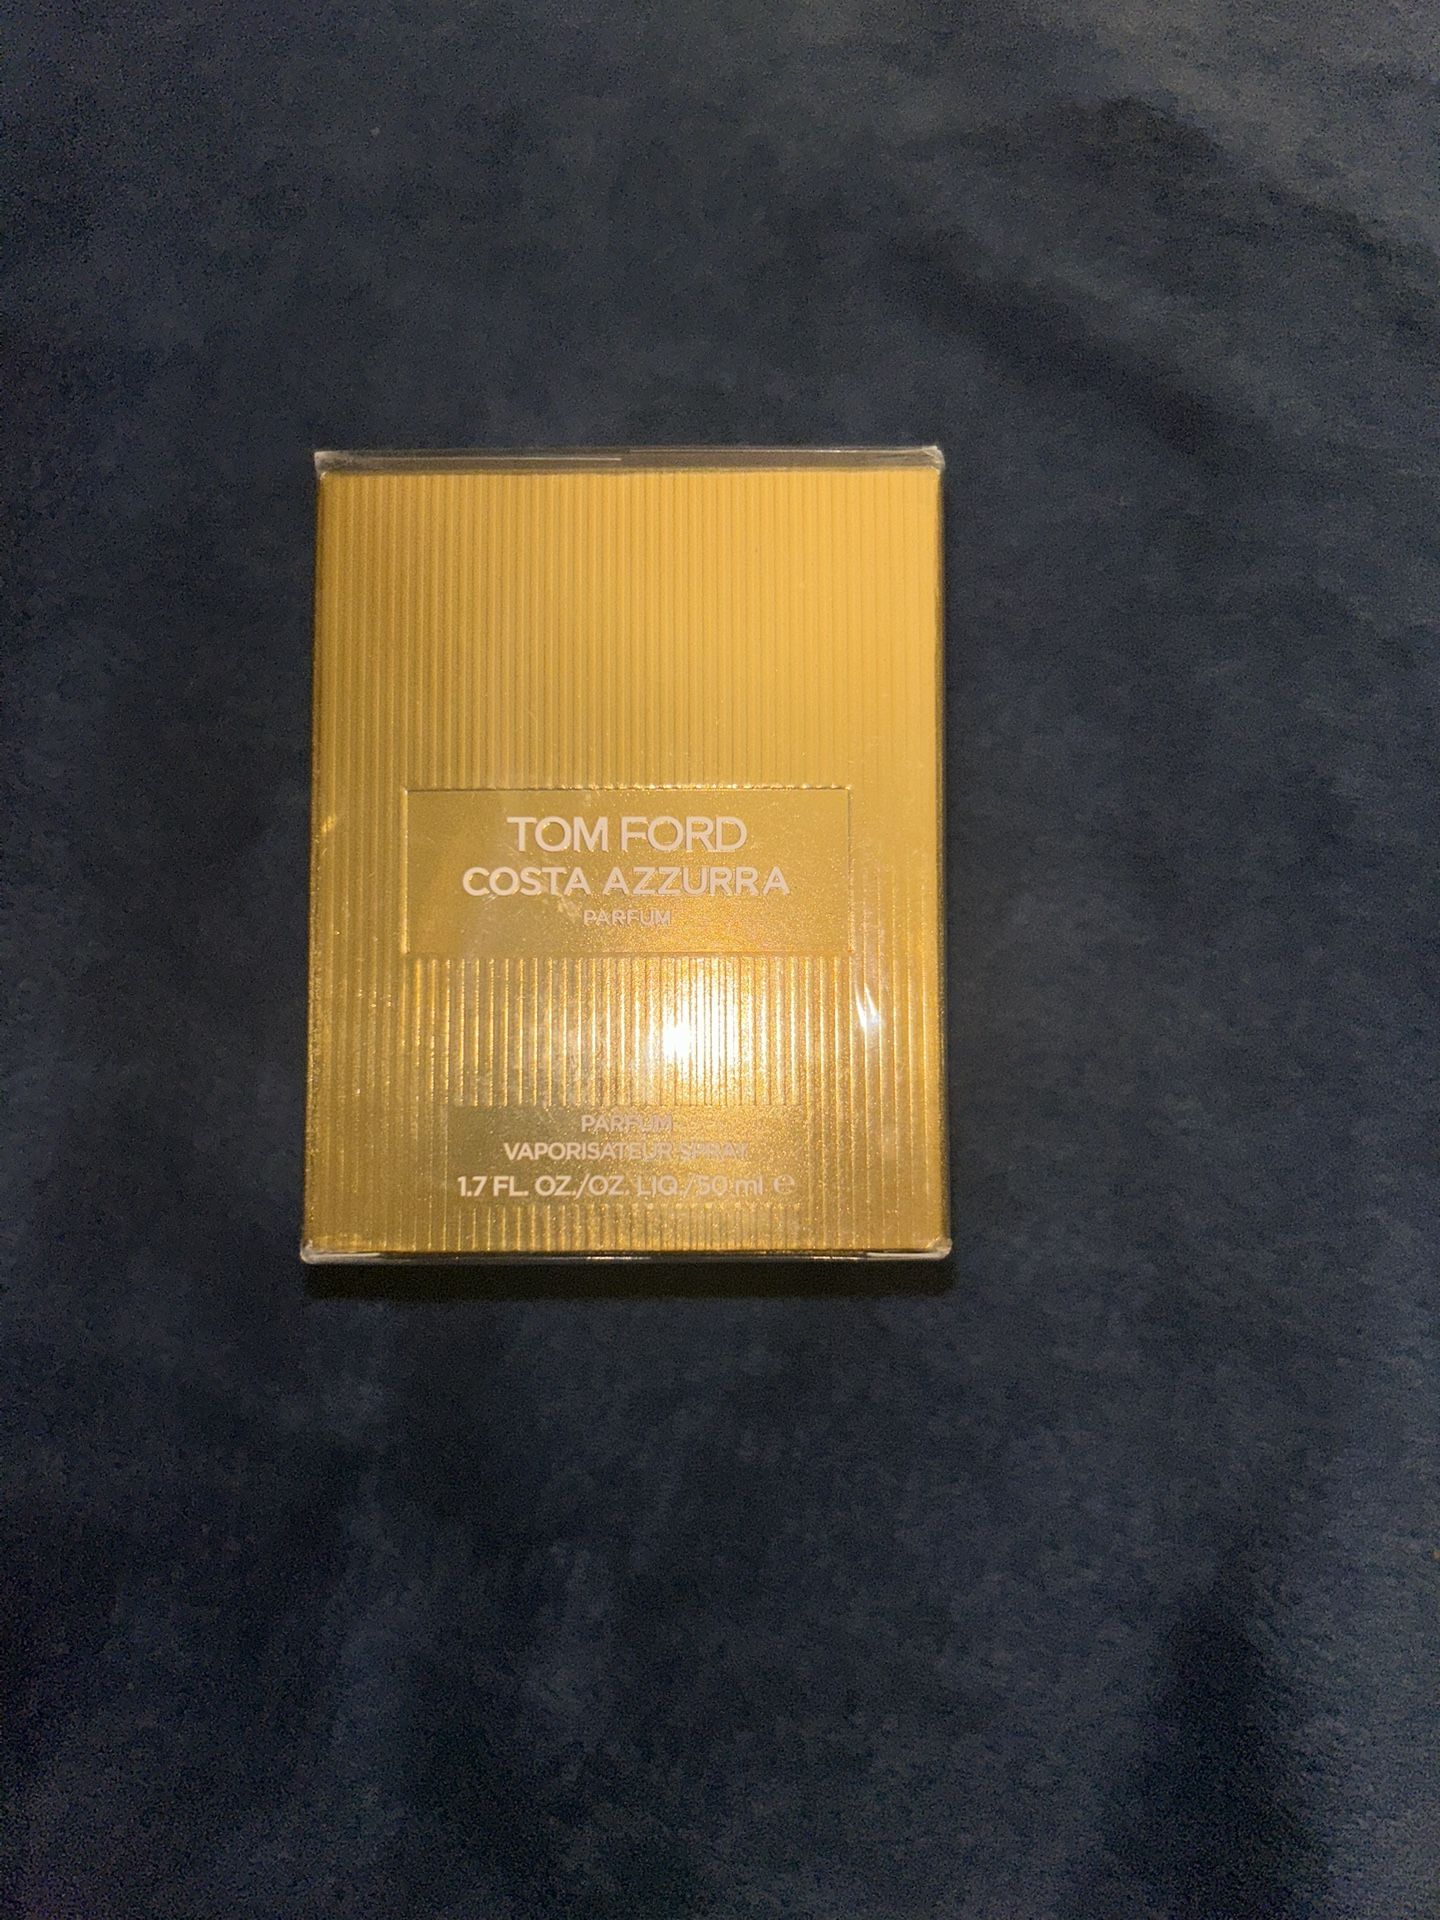 TOM FORD
COSTA AZZURRA
PARFUM
PARFUM
VAPORISATEUR SPRAY
1.7 FL. OZ./OZ. LIQ./50 ml ℮